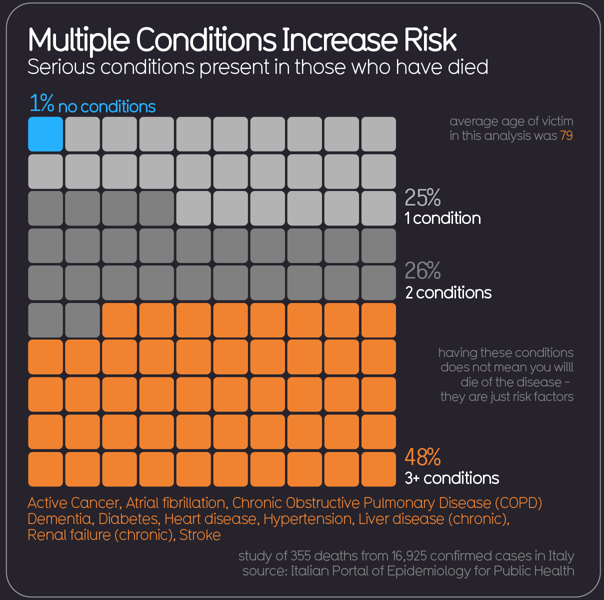 Multiple Conditions Increase Risk
Serious conditions present in those who have died
1% no conditions
average age of victim
in this analysis was 79
25%
1 condition
26%
2 conditions
having these conditions
does not mean you willl
die of the disease –
they are just risk factors
48%
3+ conditions
Active Cancer, Atrial fibrillation, Chronic Obstructive Pulmonary Disease (COPD)
Dementia, Diabetes, Heart disease, Hypertension, Liver disease (chronic),
Renal failure (chronic), Stroke
study of 355 deaths from 16,925 confirmed cases in Italy
source: Italian Portal of Epidemiology for Public Health